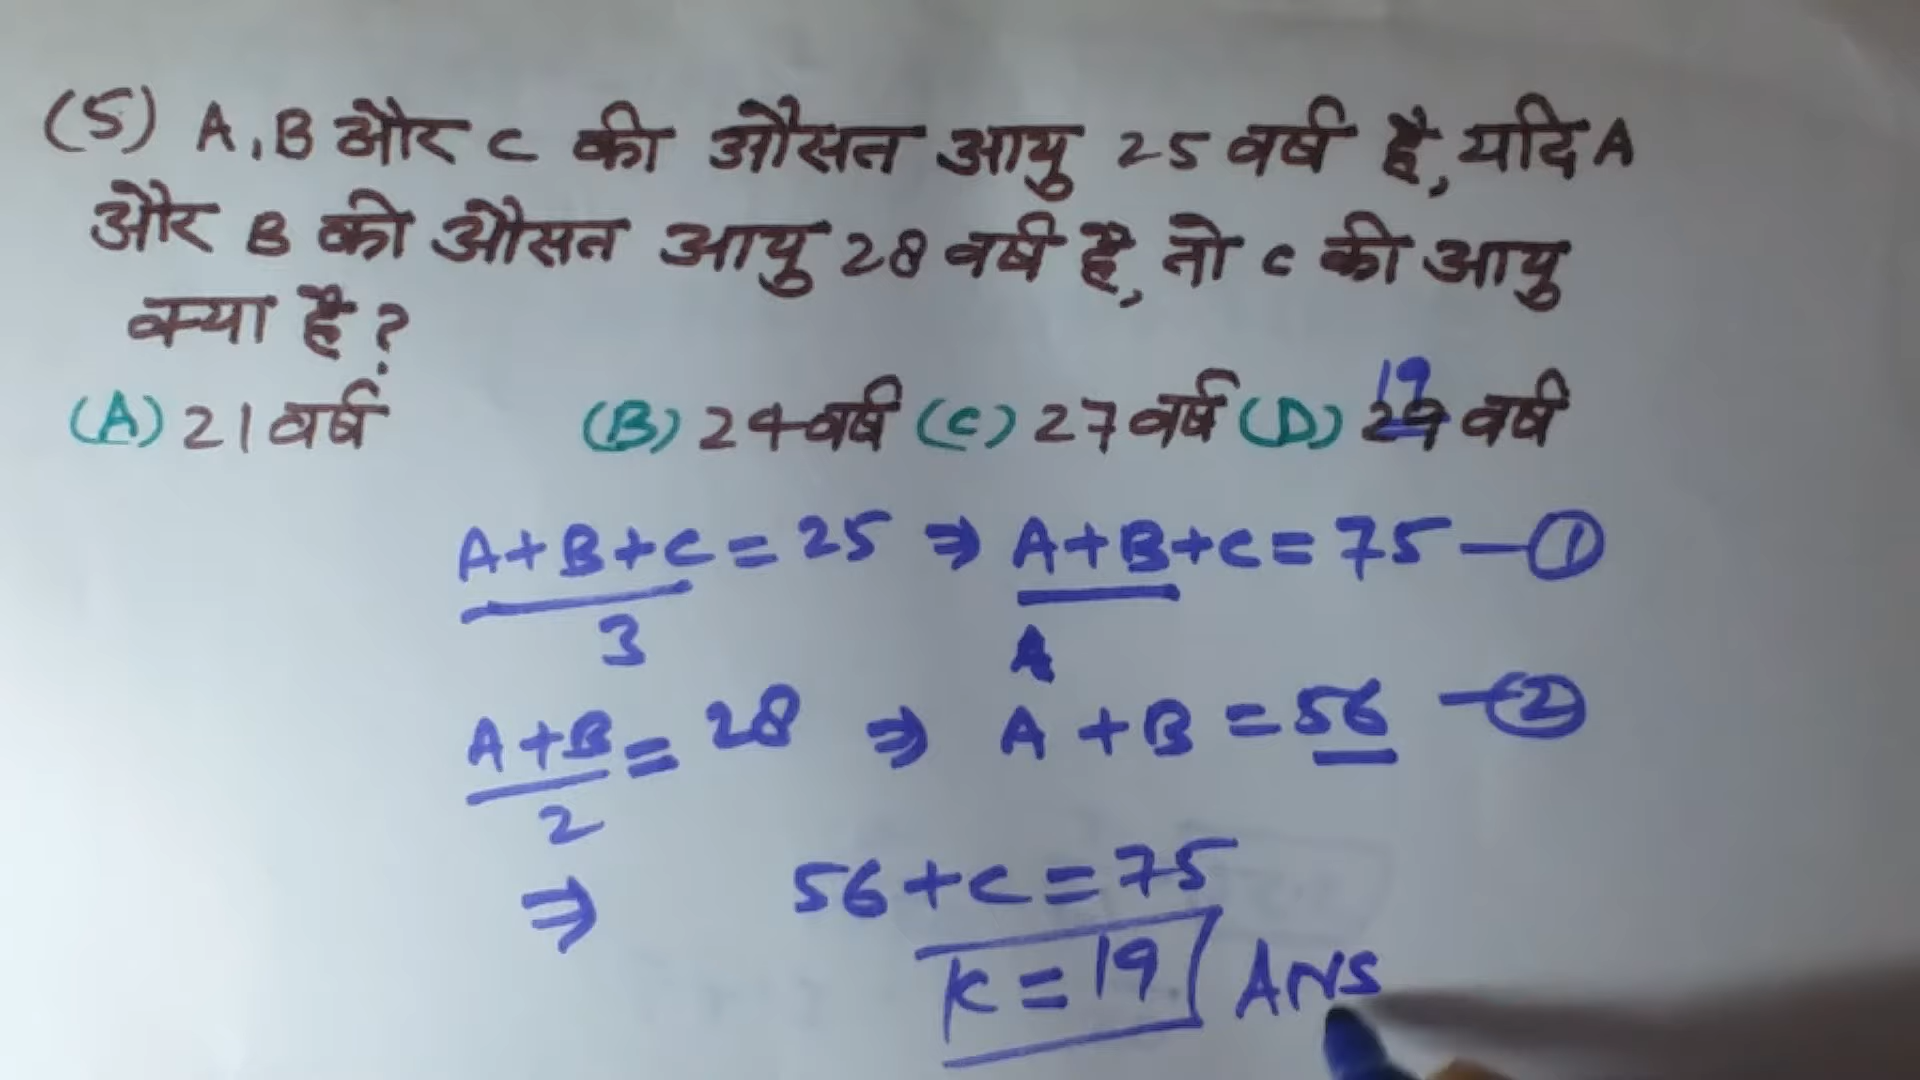 (5) A, B और C की औसत आयु 25 वर्ष है, यदि A
और B की औसत आयु 28 वर्ष है, तो C की आयु
क्या है?
(A) 21 वर्ष (B) 24 वर्ष (C) 27 वर्ष (D) 29 वर्ष
19
A+B+C/3 = 25 ⇒ A+B+C = 75 — ①
A
A+B/2 = 28 ⇒ A + B = 56 — ②
⇒ 56 + C = 75
C = 19 Ans